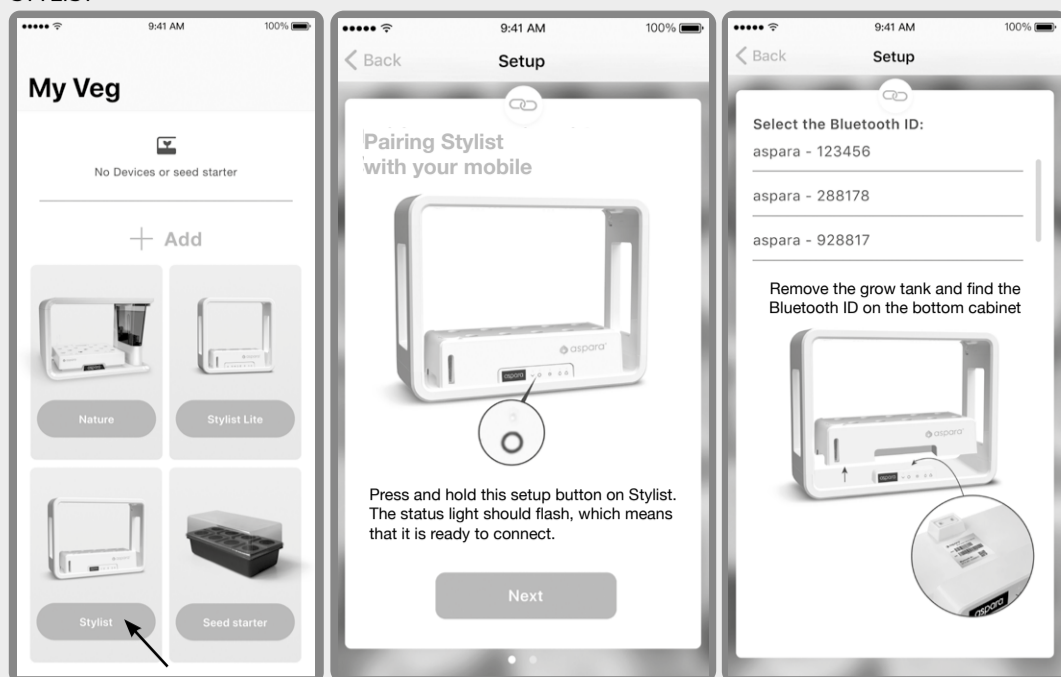 9:41 AM
100%
My Veg
No Devices or seed starter
+ Add
Nature
Stylist Lite
Stylist
Seed starter
9:41 AM
100%
Back
Setup
Pairing Stylist
with your mobile
aspara
aspara
Press and hold this setup button on Stylist.
The status light should flash, which means
that it is ready to connect.
Next
9:41 AM
100%
Back
Setup
Select the Bluetooth ID:
aspara - 123456
aspara - 288178
aspara - 928817
Remove the grow tank and find the
Bluetooth ID on the bottom cabinet
aspara
aspara
aspara